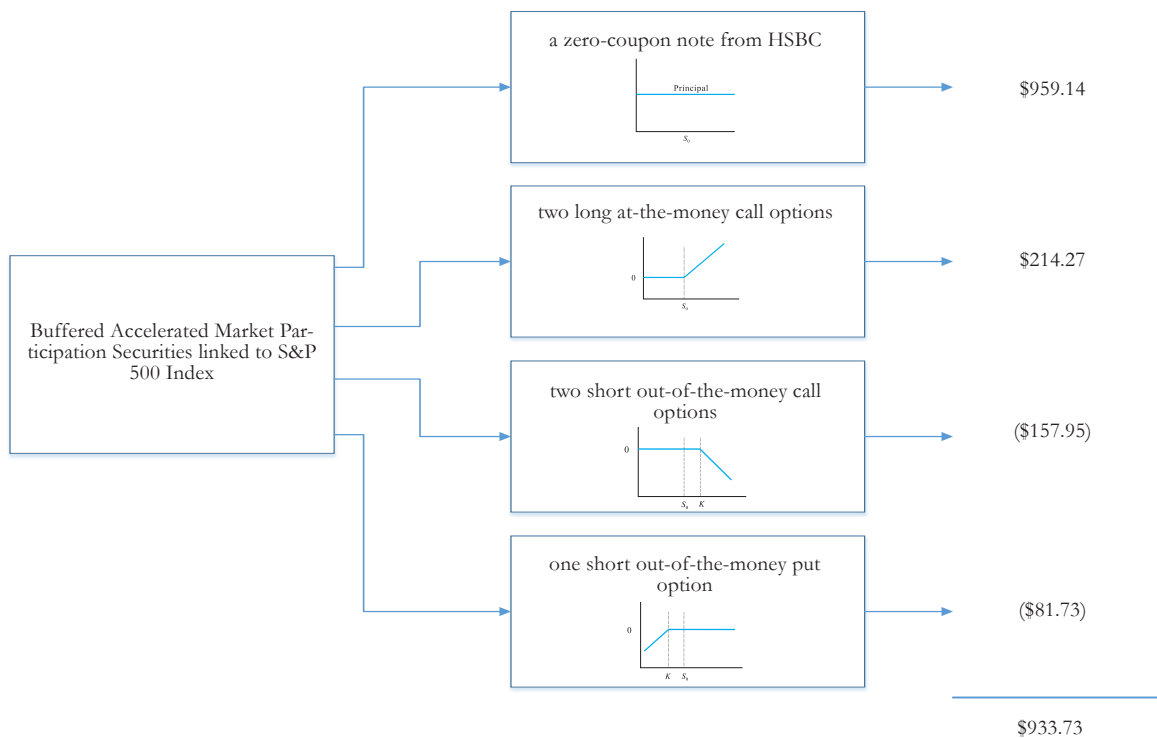 Buffered Accelerated Market Par-
ticipation Securities linked to S&P
500 Index
a zero-coupon note from HSBC
Principal
S₀
$959.14
two long at-the-money call options
0
S₀
$214.27
two short out-of-the-money call
options
0
S₀ K
($157.95)
one short out-of-the-money put
option
0
K S₀
($81.73)
$933.73